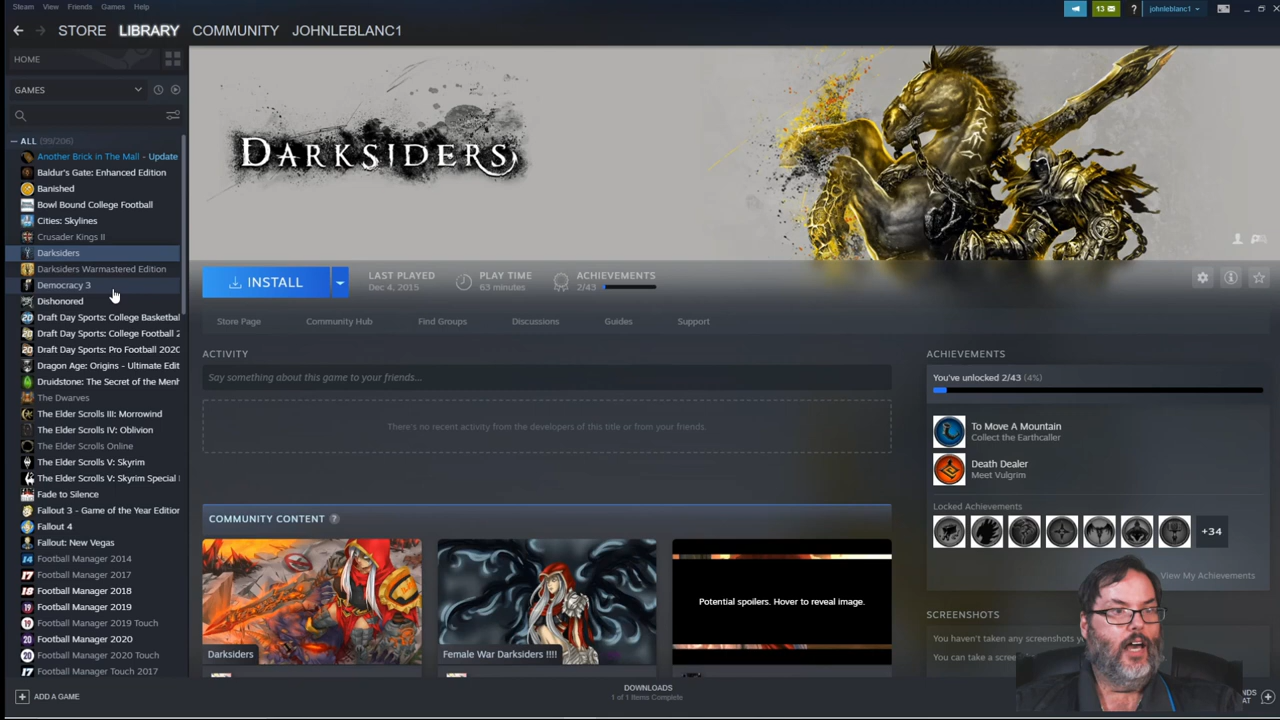 Steam View Friends Games Help
13 ? johnleblanc1
STORE LIBRARY COMMUNITY JOHNLEBLANC1
HOME
GAMES
ALL (99/206)
Another Brick in The Mall - Update
Baldur's Gate: Enhanced Edition
Banished
Bowl Bound College Football
Cities: Skylines
Crusader Kings II
Darksiders
Darksiders Warmastered Edition
Democracy 3
Dishonored
Draft Day Sports: College Basketbal
Draft Day Sports: College Football 2
Draft Day Sports: Pro Football 2020
Dragon Age: Origins - Ultimate Edit
Druidstone: The Secret of the Menh
The Dwarves
The Elder Scrolls III: Morrowind
The Elder Scrolls IV: Oblivion
The Elder Scrolls Online
The Elder Scrolls V: Skyrim
The Elder Scrolls V: Skyrim Special
Fade to Silence
Fallout 3 - Game of the Year Edition
Fallout 4
Fallout: New Vegas
Football Manager 2014
Football Manager 2017
Football Manager 2018
Football Manager 2019
Football Manager 2019 Touch
Football Manager 2020
Football Manager 2020 Touch
Football Manager Touch 2017
ADD A GAME
DARKSIDERS
INSTALL
LAST PLAYED
Dec 4, 2015
PLAY TIME
63 minutes
ACHIEVEMENTS
2/43
Store Page Community Hub Find Groups Discussions Guides Support
ACTIVITY
Say something about this game to your friends...
There's no recent activity from the developers of this title or from your friends.
COMMUNITY CONTENT ?
Darksiders
Female War Darksiders !!!!
Potential spoilers. Hover to reveal image.
ACHIEVEMENTS
You've unlocked 2/43 (4%)
To Move A Mountain
Collect the Earthcaller
Death Dealer
Meet Vulgrim
Locked Achievements
+34
View My Achievements
SCREENSHOTS
You haven't taken any screenshots y
You can take a scree
DOWNLOADS
1 of 1 Items Complete
NDS
AT